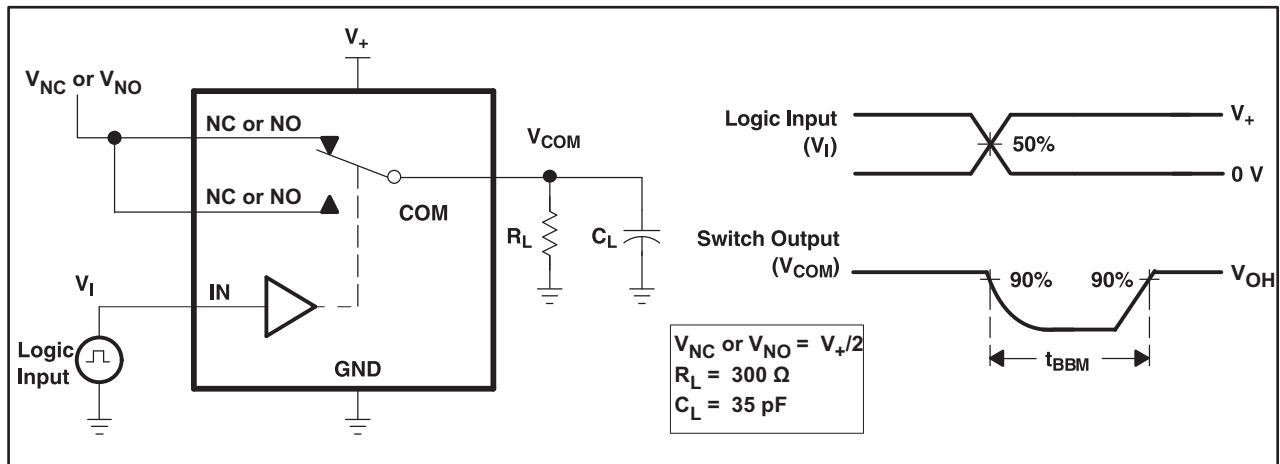 V+
VNC or VNO
NC or NO
VCOM
NC or NO
COM
RL
CL
VI
IN
Logic
Input
GND
Logic Input
(VI)
V+
50%
0 V
Switch Output
(VCOM)
90%
90%
VOH
tBBM
VNC or VNO = V+/2
RL = 300 Ω
CL = 35 pF